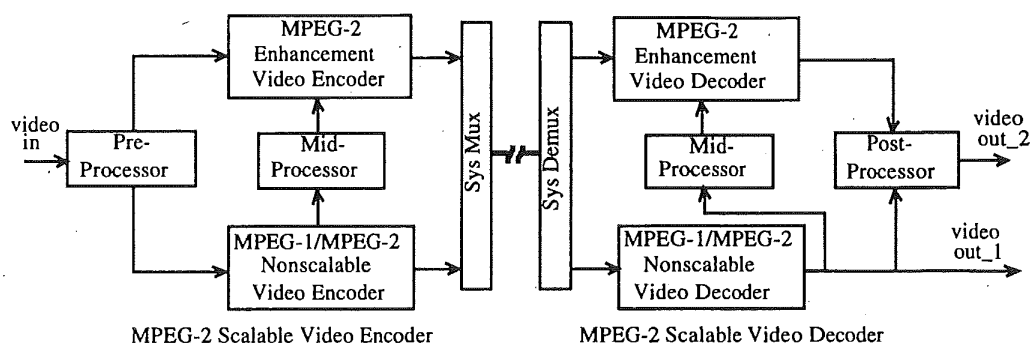 video
in
Pre-
Processor
MPEG-2
Enhancement
Video Encoder
Mid-
Processor
MPEG-1/MPEG-2
Nonscalable
Video Encoder
Sys Mux
Sys Demux
MPEG-2
Enhancement
Video Decoder
Mid-
Processor
MPEG-1/MPEG-2
Nonscalable
Video Decoder
Post-
Processor
video
out_2
video
out_1
MPEG-2 Scalable Video Encoder
MPEG-2 Scalable Video Decoder